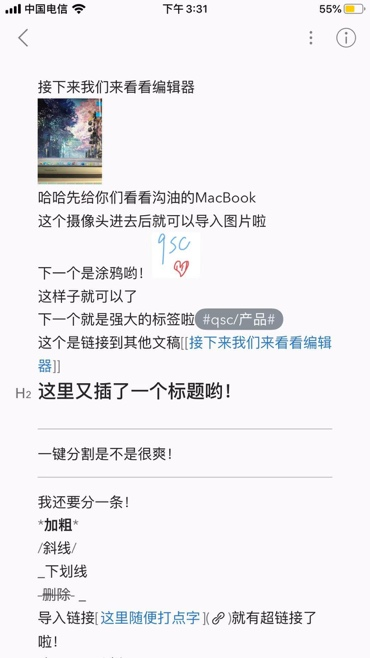 中国电信
下午3:31
55%
接下来我们来看看编辑器
哈哈先给你们看看沟油的MacBook
这个摄像头进去后就可以导入图片啦
qsc
下一个是涂鸦哟！
这样子就可以了
下一个就是强大的标签啦#qsc/产品#
这个是链接到其他文稿[[接下来我们来看看编辑
器]]
H2 这里又插了一个标题哟！
一键分割是不是很爽！
我还要分一条！
*加粗*
/斜线/
_下划线
-删除- _
导入链接[这里随便打点字]()就有超链接了
啦！